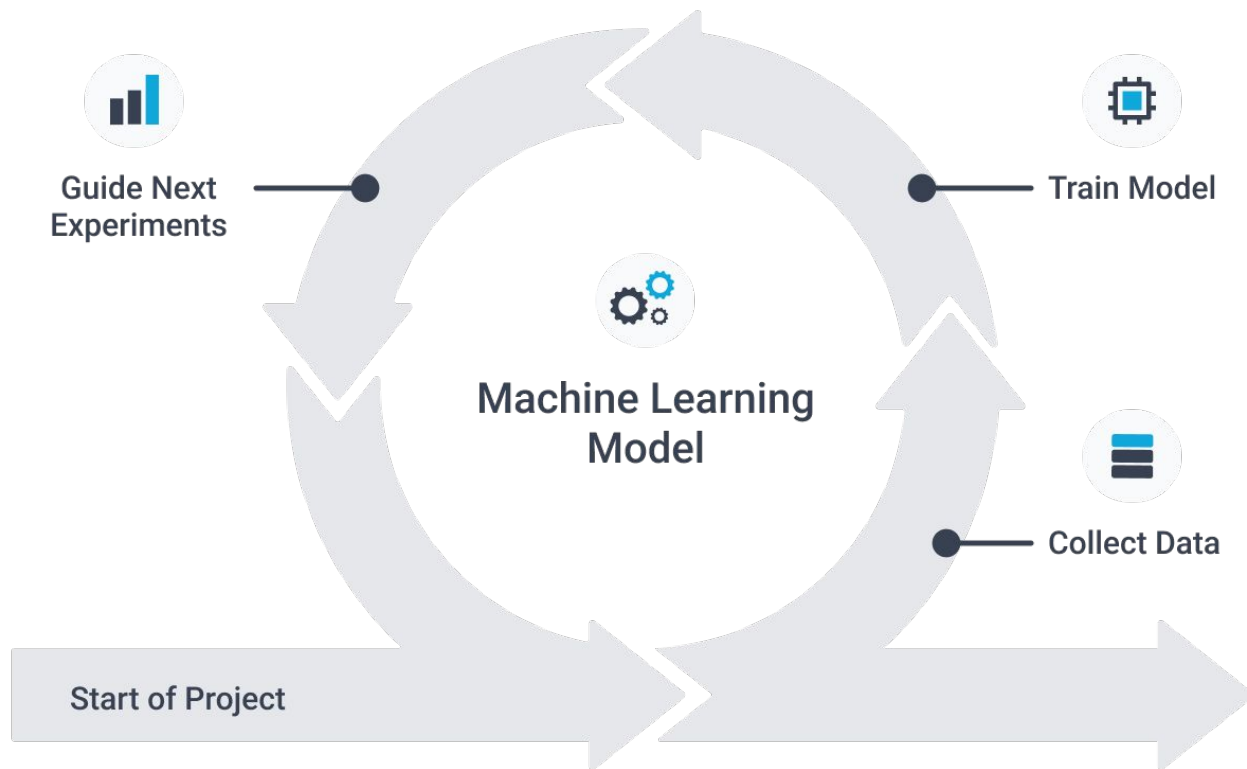 Guide Next
Experiments
Train Model
Machine Learning
Model
Collect Data
Start of Project